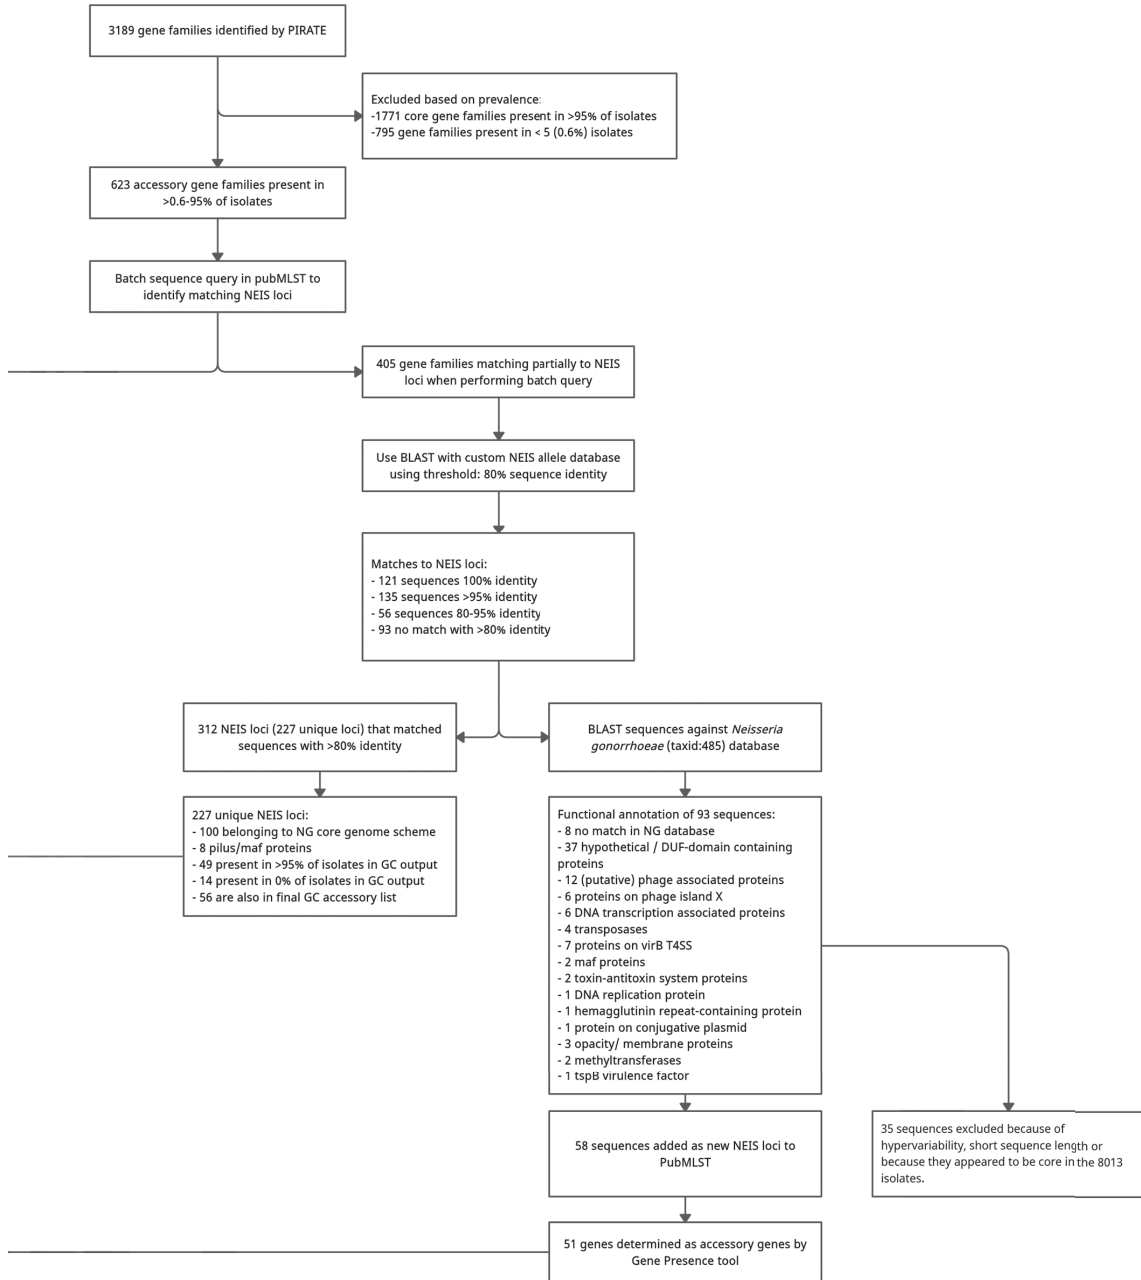 3189 gene families identified by PIRATE
Excluded based on prevalence:
-1771 core gene families present in >95% of isolates
-795 gene families present in < 5 (0.6%) isolates
623 accessory gene families present in
>0.6-95% of isolates
Batch sequence query in pubMLST to
identify matching NEIS loci
405 gene families matching partially to NEIS
loci when performing batch query
Use BLAST with custom NEIS allele database
using threshold: 80% sequence identity
Matches to NEIS loci:
- 121 sequences 100% identity
- 135 sequences >95% identity
- 56 sequences 80-95% identity
- 93 no match with >80% identity
312 NEIS loci (227 unique loci) that matched
sequences with >80% identity
BLAST sequences against Neisseria
gonorrhoeae (taxid:485) database
227 unique NEIS loci:
- 100 belonging to NG core genome scheme
- 8 pilus/maf proteins
- 49 present in >95% of isolates in GC output
- 14 present in 0% of isolates in GC output
- 56 are also in final GC accessory list
Functional annotation of 93 sequences:
- 8 no match in NG database
- 37 hypothetical / DUF-domain containing
proteins
- 12 (putative) phage associated proteins
- 6 proteins on phage island X
- 6 DNA transcription associated proteins
- 4 transposases
- 7 proteins on virB T4SS
- 2 maf proteins
- 2 toxin-antitoxin system proteins
- 1 DNA replication protein
- 1 hemagglutinin repeat-containing protein
- 1 protein on conjugative plasmid
- 3 opacity/ membrane proteins
- 2 methyltransferases
- 1 tspB virulence factor
58 sequences added as new NEIS loci to
PubMLST
35 sequences excluded because of
hypervariability, short sequence length or
because they appeared to be core in the 8013
isolates.
51 genes determined as accessory genes by
Gene Presence tool